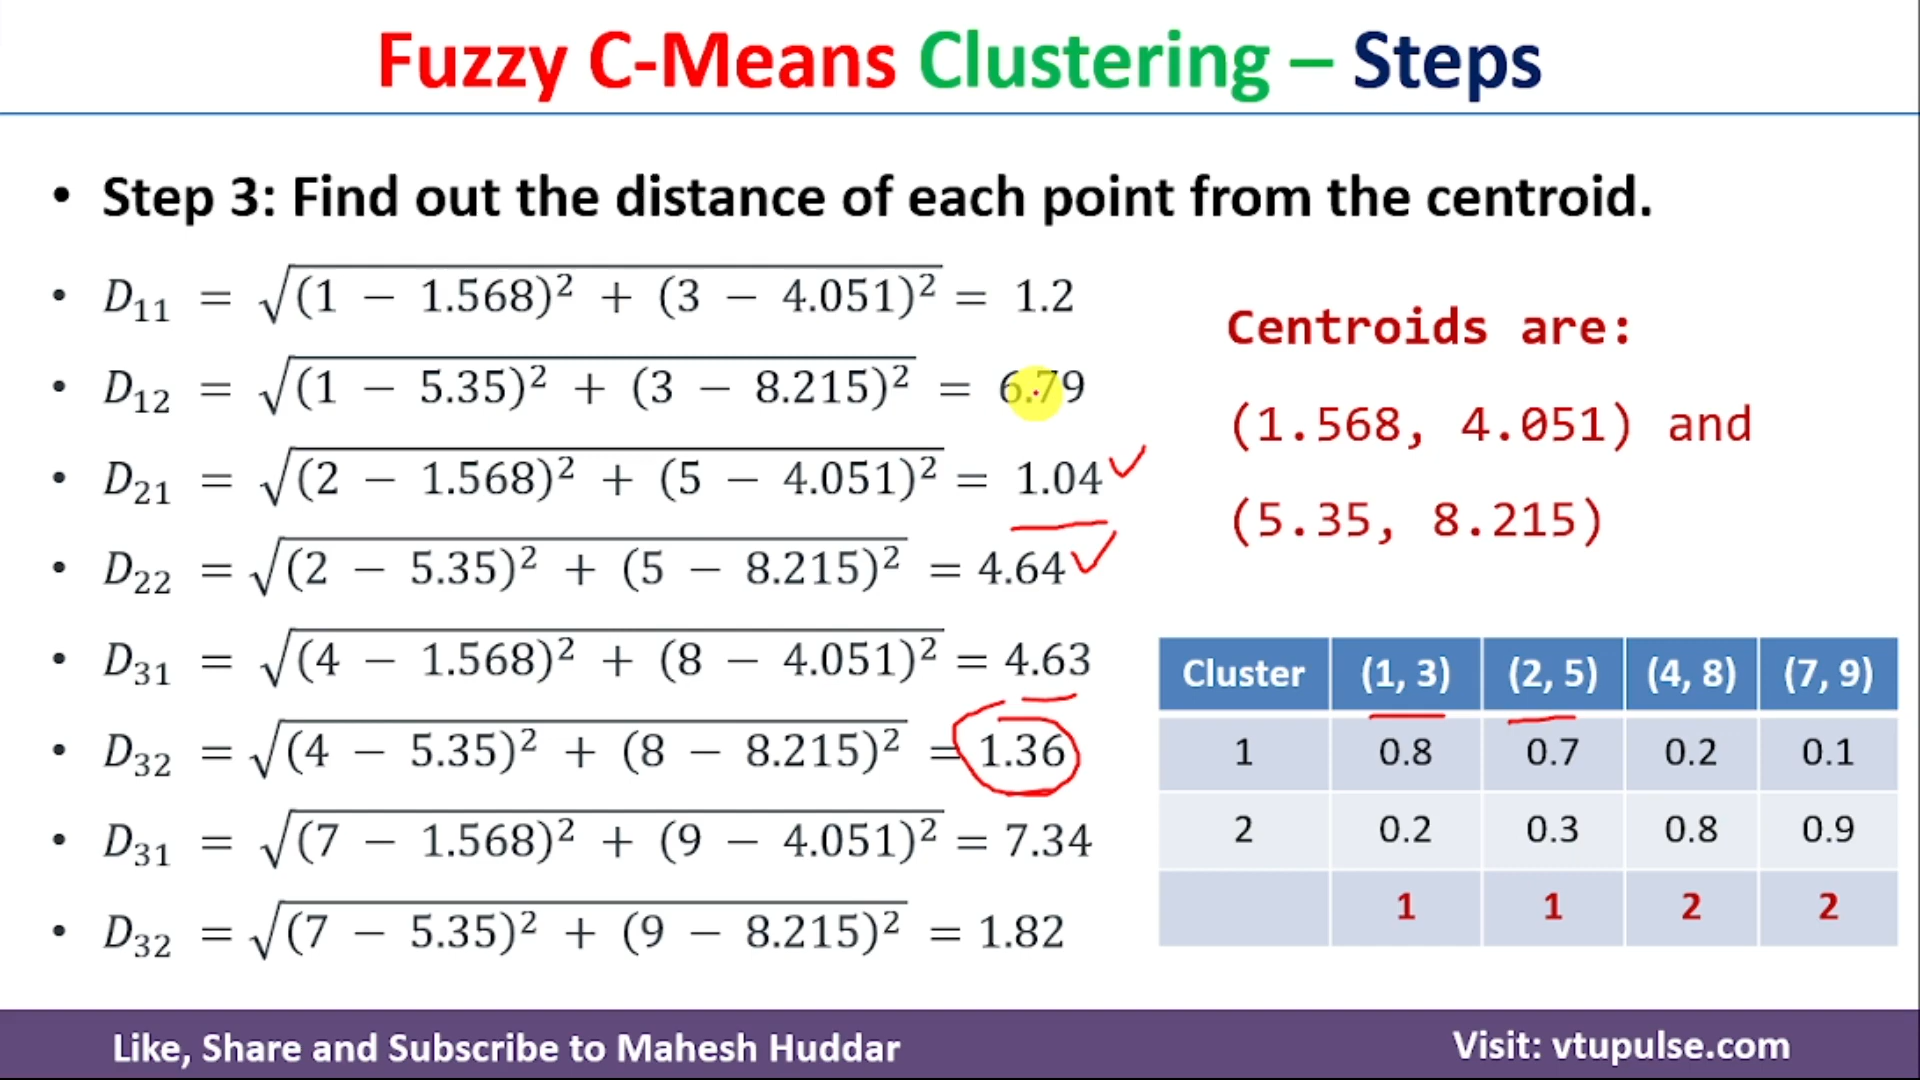 Fuzzy C-Means Clustering – Steps
• Step 3: Find out the distance of each point from the centroid.
• D₁₁ = √(1 − 1.568)² + (3 − 4.051)² = 1.2
• D₁₂ = √(1 − 5.35)² + (3 − 8.215)² = 6.79
• D₂₁ = √(2 − 1.568)² + (5 − 4.051)² = 1.04
• D₂₂ = √(2 − 5.35)² + (5 − 8.215)² = 4.64
• D₃₁ = √(4 − 1.568)² + (8 − 4.051)² = 4.63
• D₃₂ = √(4 − 5.35)² + (8 − 8.215)² = 1.36
• D₃₁ = √(7 − 1.568)² + (9 − 4.051)² = 7.34
• D₃₂ = √(7 − 5.35)² + (9 − 8.215)² = 1.82
Centroids are:
(1.568, 4.051) and
(5.35, 8.215)
Cluster (1, 3) (2, 5) (4, 8) (7, 9)
1 0.8 0.7 0.2 0.1
2 0.2 0.3 0.8 0.9
1 1 2 2
Like, Share and Subscribe to Mahesh Huddar
Visit: vtupulse.com